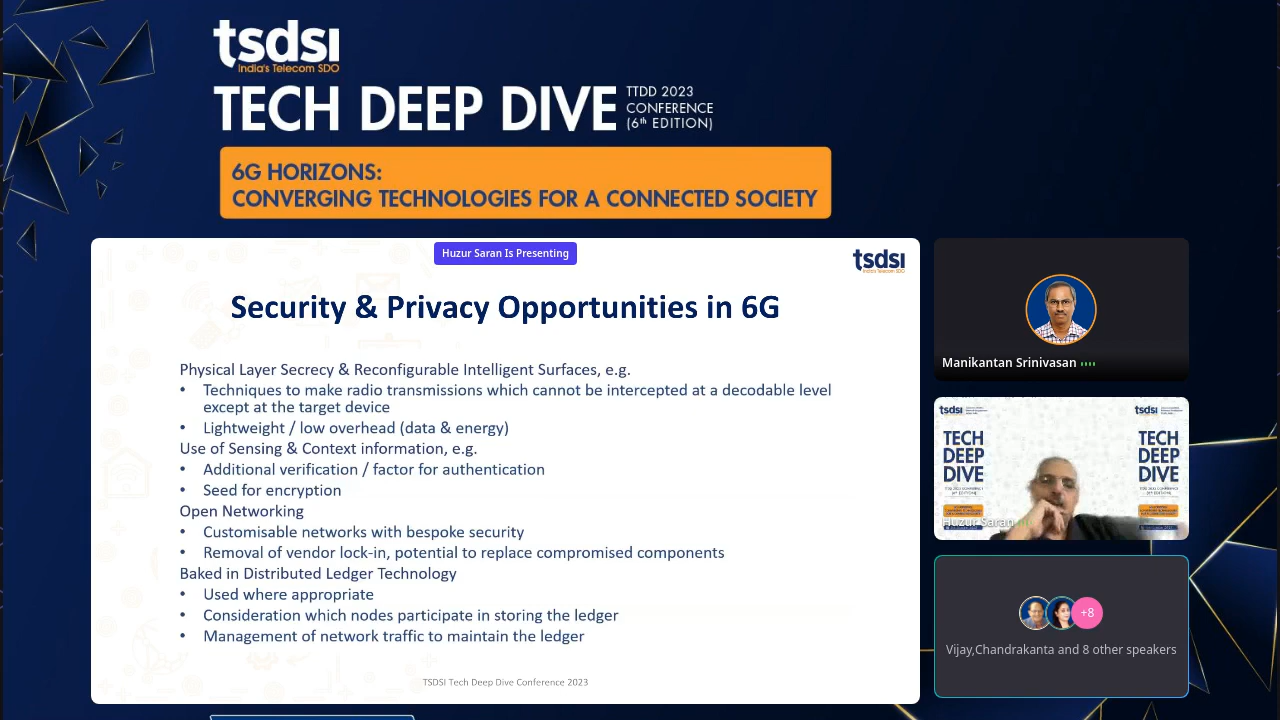 tsdsi
India's Telecom SDO
TECH DEEP DIVE
TTDD 2023
CONFERENCE
(6th EDITION)
6G HORIZONS:
CONVERGING TECHNOLOGIES FOR A CONNECTED SOCIETY
Huzur Saran Is Presenting
tsdsi
India's Telecom SDO
Security & Privacy Opportunities in 6G
Physical Layer Secrecy & Reconfigurable Intelligent Surfaces, e.g.
• Techniques to make radio transmissions which cannot be intercepted at a decodable level
except at the target device
• Lightweight / low overhead (data & energy)
Use of Sensing & Context information, e.g.
• Additional verification / factor for authentication
• Seed for encryption
Open Networking
• Customisable networks with bespoke security
• Removal of vendor lock-in, potential to replace compromised components
Baked in Distributed Ledger Technology
• Used where appropriate
• Consideration which nodes participate in storing the ledger
• Management of network traffic to maintain the ledger
TSDSI Tech Deep Dive Conference 2023
Manikantan Srinivasan
tsdsi
TECH
DEEP
DIVE
tsdsi
TECH
DEEP
DIVE
Huzur Saran
+8
Vijay,Chandrakanta and 8 other speakers